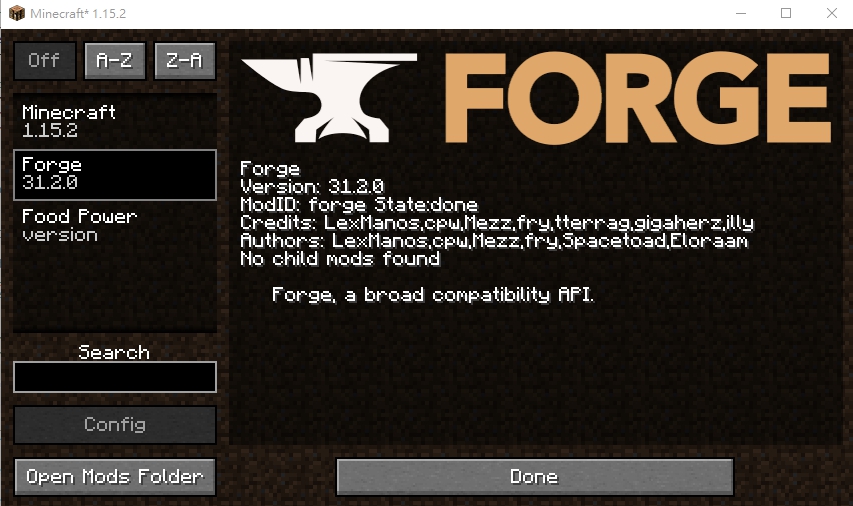 Minecraft* 1.15.2
Off A-Z Z-A
Minecraft
1.15.2
Forge
31.2.0
Food Power
version
Search
Config
Open Mods Folder
FORGE
Forge
Version: 31.2.0
ModID: forge State:done
Credits: LexManos,cpw,Mezz,fry,tterrag,gigaherz,illy
Authors: LexManos,cpw,Mezz,fry,Spacetoad,Eloraam
No child mods found
Forge, a broad compatibility API.
Done